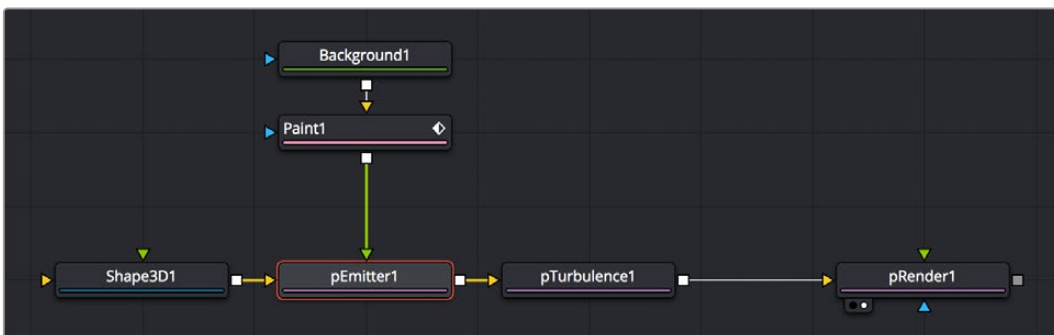 Background1
Paint1
Shape3D1
pEmitter1
pTurbulence1
pRender1